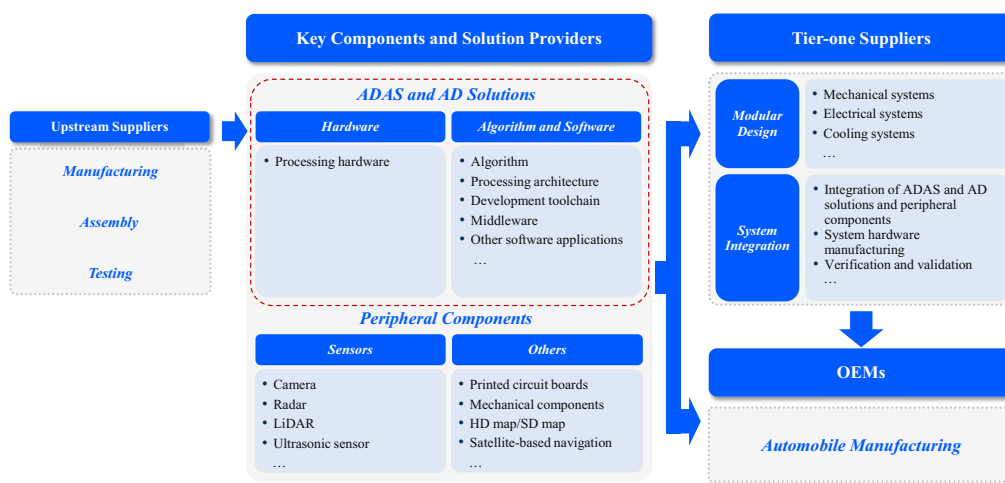 Key Components and Solution Providers
Tier-one Suppliers
Upstream Suppliers
Manufacturing
Assembly
Testing
ADAS and AD Solutions
Hardware
• Processing hardware
Algorithm and Software
• Algorithm
• Processing architecture
• Development toolchain
• Middleware
• Other software applications
…
Peripheral Components
Sensors
• Camera
• Radar
• LiDAR
• Ultrasonic sensor
…
Others
• Printed circuit boards
• Mechanical components
• HD map/SD map
• Satellite-based navigation
…
Modular
Design
• Mechanical systems
• Electrical systems
• Cooling systems
…
System
Integration
• Integration of ADAS and AD
solutions and peripheral
components
• System hardware
manufacturing
• Verification and validation
…
OEMs
Automobile Manufacturing